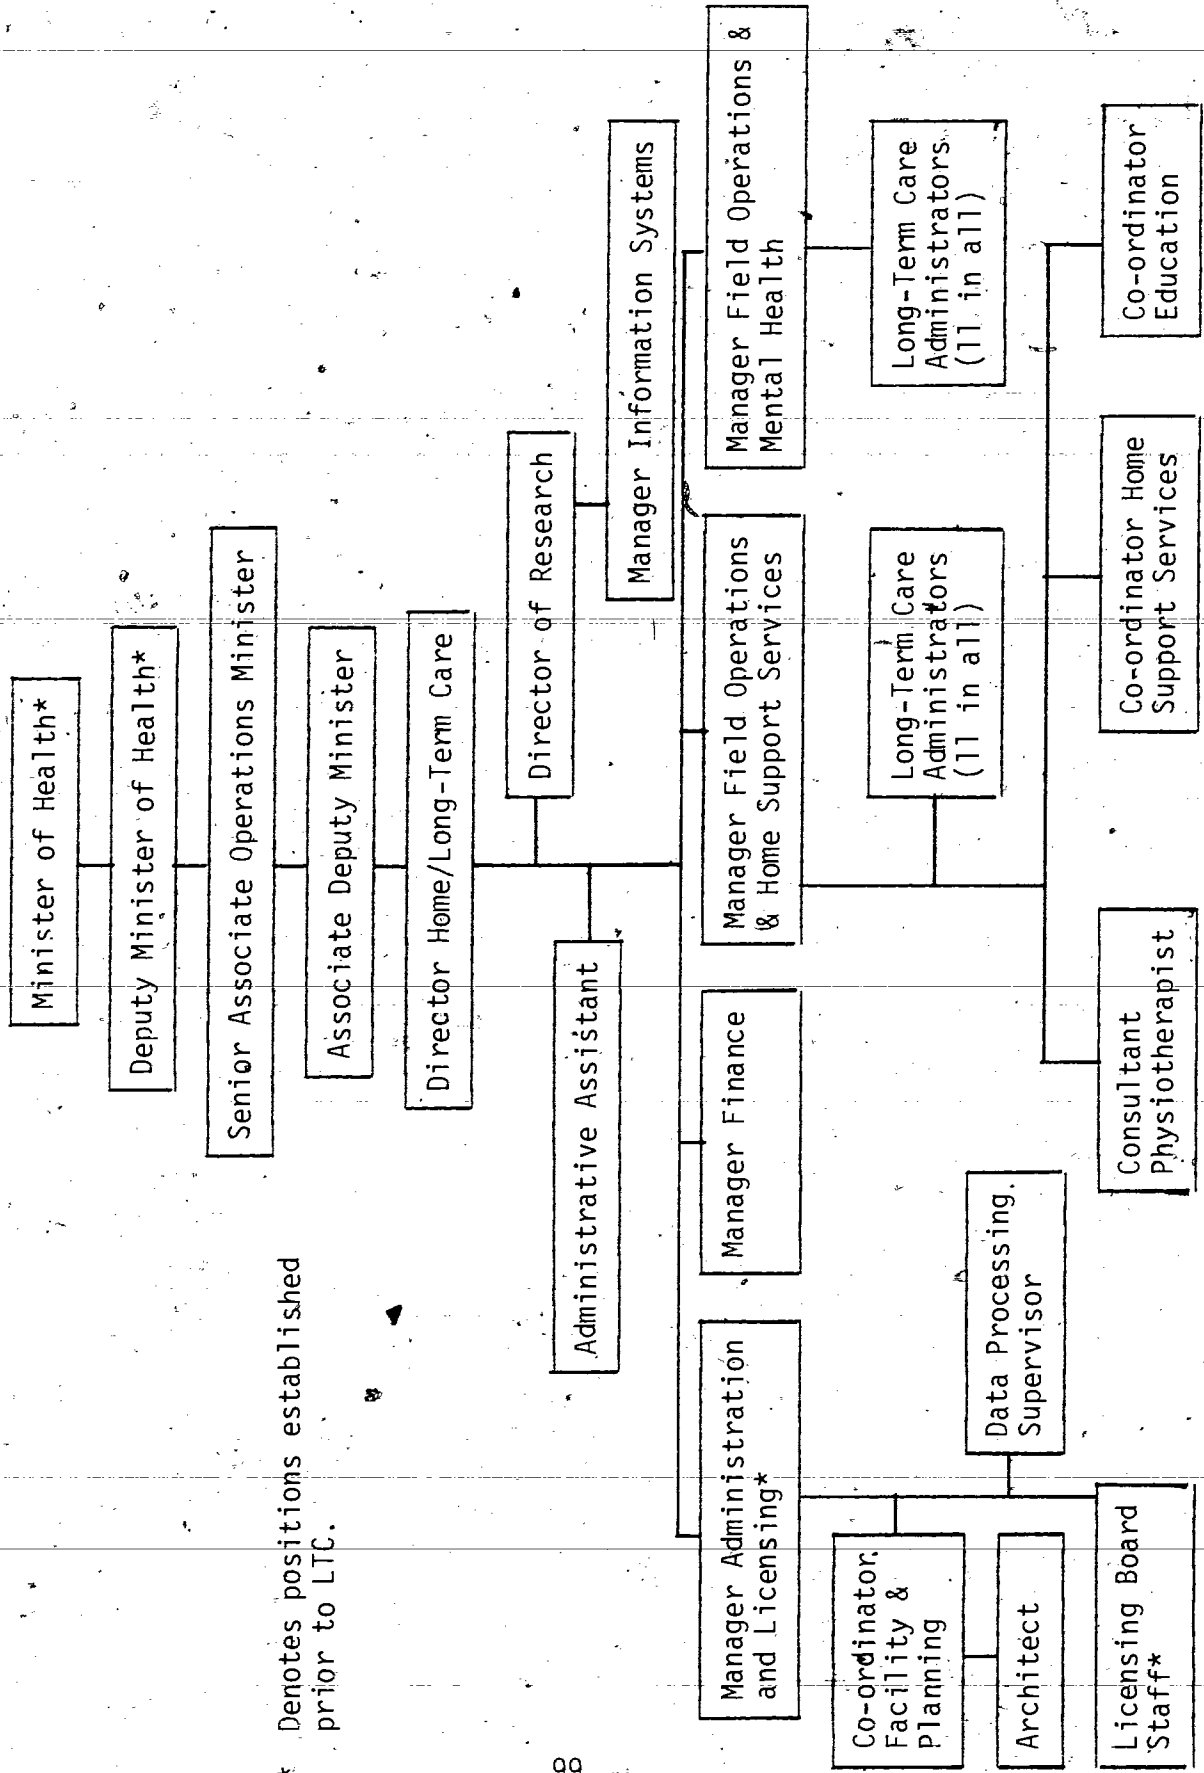 Minister of Health*
Deputy Minister of Health*
Senior Associate Operations Minister
Associate Deputy Minister
Director Home/Long-Term Care
Director of Research
Manager Information Systems
Administrative Assistant
* Denotes positions established
prior to LTC.
Manager Administration
and Licensing*
Manager Finance
Manager Field Operations
& Home Support Services
Manager Field Operations &
Mental Health
Co-ordinator
Facility &
Planning
Architect
Licensing Board
Staff*
Data Processing
Supervisor
Long-Term Care
Administrators
(11 in all)
Long-Term Care
Administrators
(11 in all)
Consultant
Physiotherapist
Co-ordinator Home
Support Services
Co-ordinator
Education